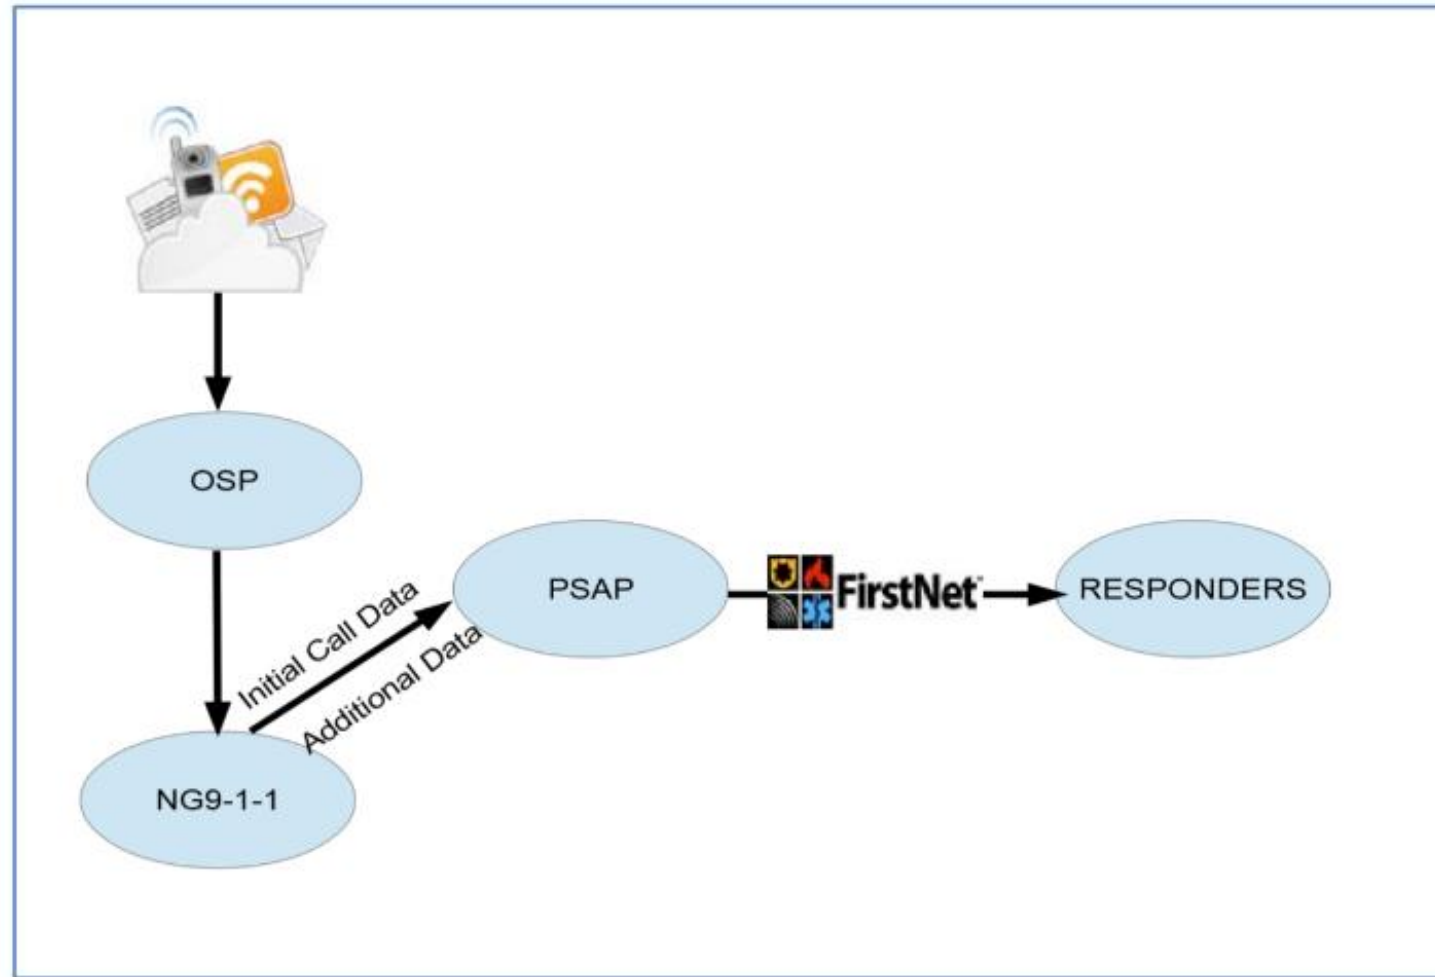 OSP
Initial Call Data
Additional Data
NG9-1-1
PSAP
FirstNet
RESPONDERS